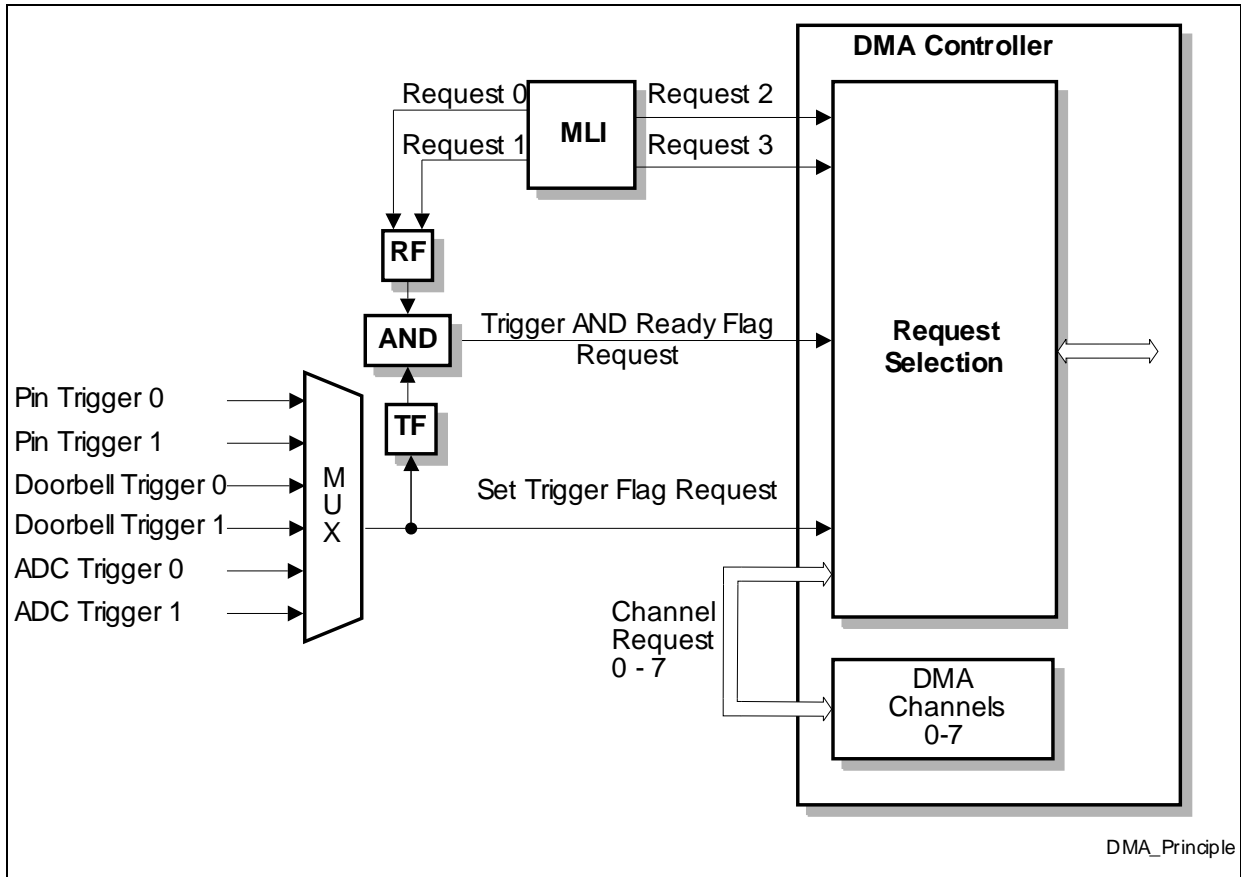 DMA Controller
Request 0
Request 2
MLI
Request 1
Request 3
RF
AND
Trigger AND Ready Flag
Request
Request
Selection
Pin Trigger 0
Pin Trigger 1
Doorbell Trigger 0
Doorbell Trigger 1
ADC Trigger 0
ADC Trigger 1
M
U
X
TF
Set Trigger Flag Request
Channel
Request
0 - 7
DMA
Channels
0-7
DMA_Principle